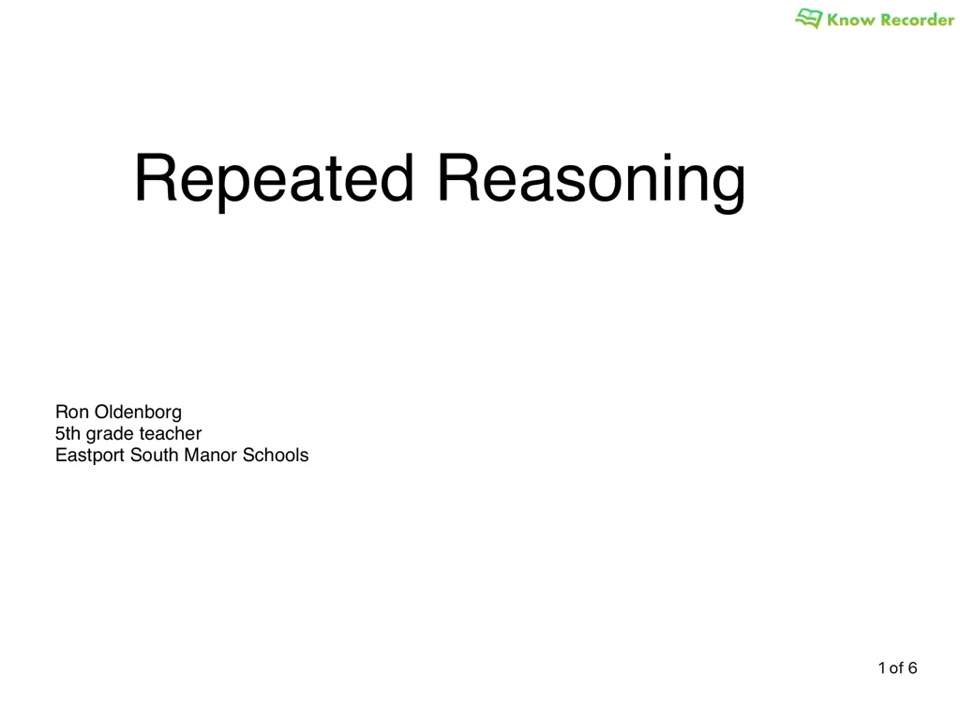 Know Recorder
Repeated Reasoning
Ron Oldenborg
5th grade teacher
Eastport South Manor Schools
1 of 6